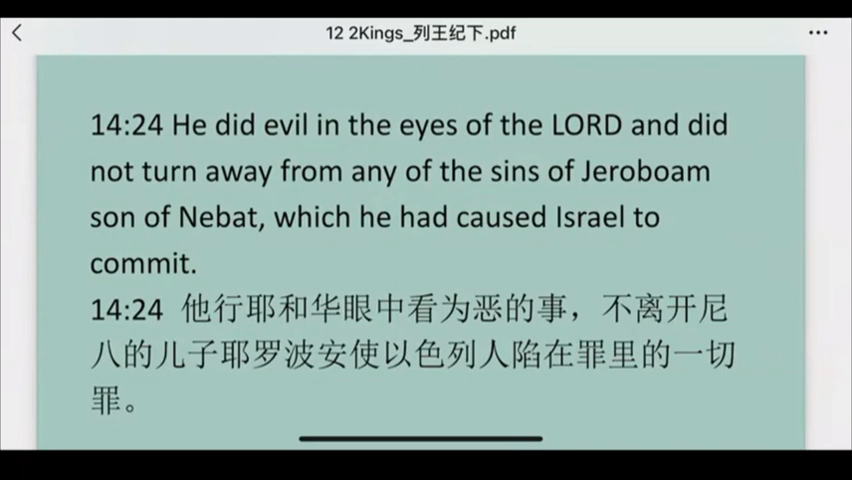 12 2Kings_列王纪下.pdf
14:24 He did evil in the eyes of the LORD and did
not turn away from any of the sins of Jeroboam
son of Nebat, which he had caused Israel to
commit.
14:24 他行耶和华眼中看为恶的事，不离开尼
八的儿子耶罗波安使以色列人陷在罪里的一切
罪。